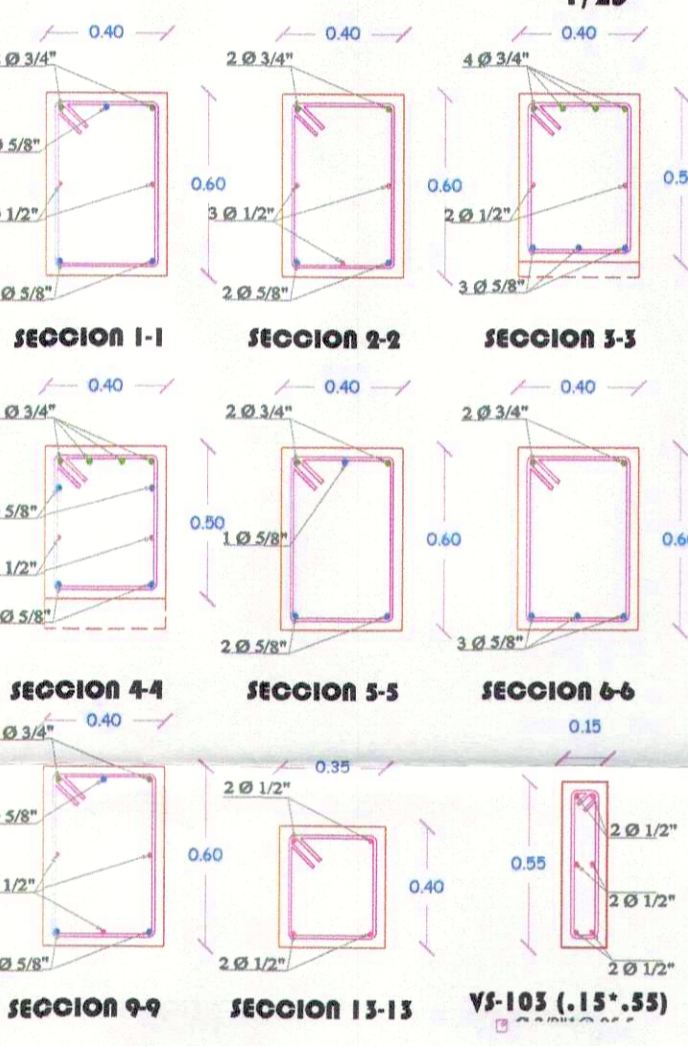 1/25
0.40 0.40 0.40
Ø 3/4" 2 Ø 3/4" 4 Ø 3/4"
5/8"
0.60 0.60 0.5
1/2" 3 Ø 1/2" 2 Ø 1/2"
Ø 5/8" 2 Ø 5/8" 3 Ø 5/8"
SECCION 1-1 SECCION 2-2 SECCION 3-3
0.40 0.40 0.40
Ø 3/4" 2 Ø 3/4" 2 Ø 3/4"
5/8" 0.50 1 Ø 5/8" 0.60 0.60
1/2"
Ø 5/8" 2 Ø 5/8" 3 Ø 5/8"
SECCION 4-4 SECCION 5-5 SECCION 6-6
0.40 0.15
Ø 3/4" 0.35
2 Ø 1/2"
5/8" 2 Ø 1/2"
0.60 0.40 0.55
1/2" 2 Ø 1/2"
Ø 5/8" 2 Ø 1/2" 2 Ø 1/2"
SECCION 9-9 SECCION 13-13 VS-103 (.15*.55)